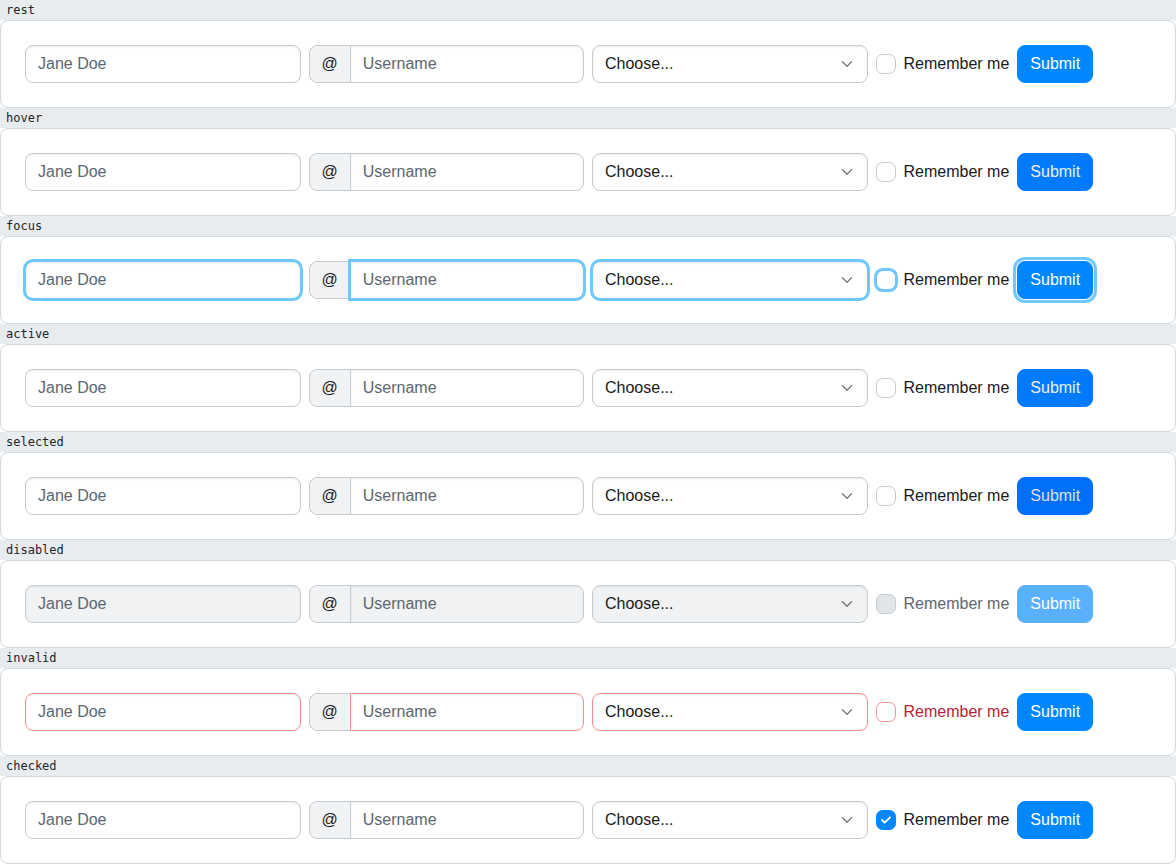 rest
Jane Doe @ Username Choose... Remember me Submit
hover
Jane Doe @ Username Choose... Remember me Submit
focus
Jane Doe @ Username Choose... Remember me Submit
active
Jane Doe @ Username Choose... Remember me Submit
selected
Jane Doe @ Username Choose... Remember me Submit
disabled
Jane Doe @ Username Choose... Remember me Submit
invalid
Jane Doe @ Username Choose... Remember me Submit
checked
Jane Doe @ Username Choose... Remember me Submit